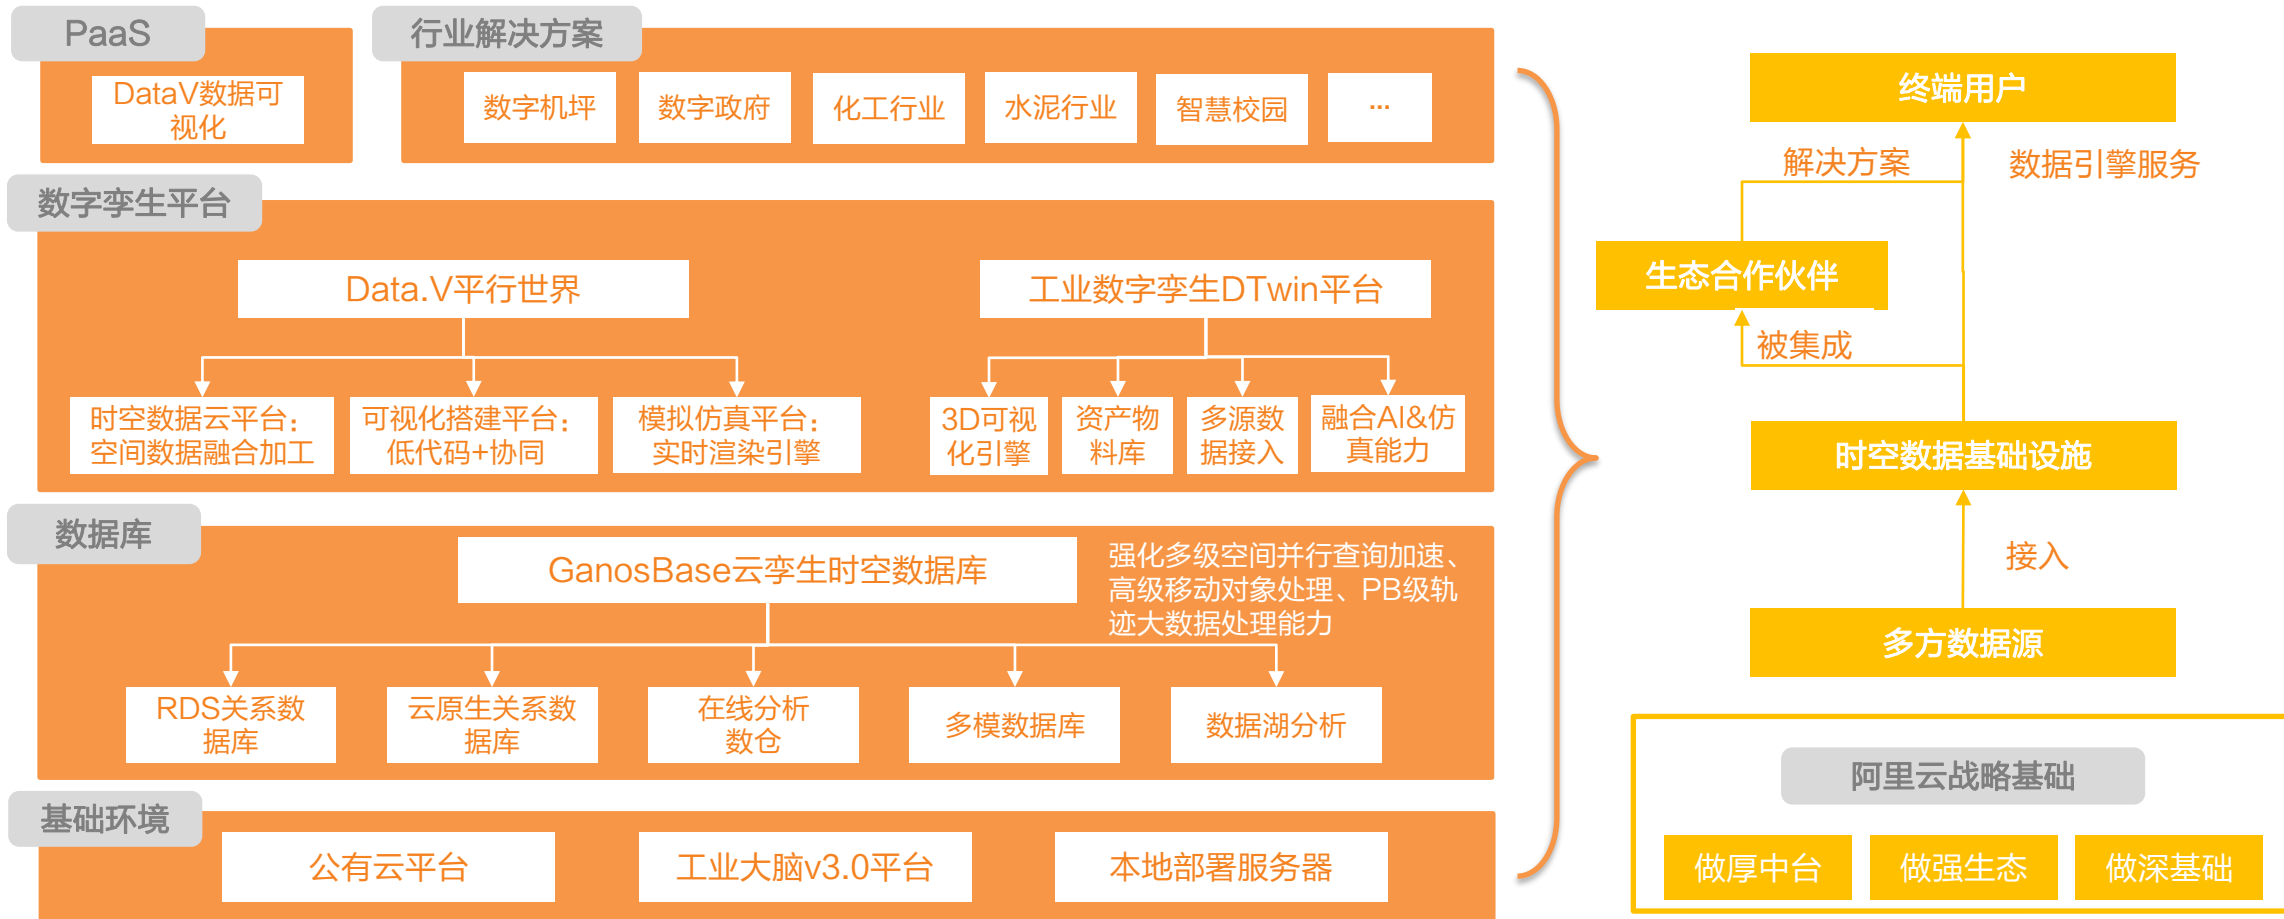 PaaS
DataV数据可
视化
行业解决方案
数字机坪
数字政府
化工行业
水泥行业
智慧校园
...
数字孪生平台
Data.V平行世界
时空数据云平台：
空间数据融合加工
可视化搭建平台：
低代码+协同
模拟仿真平台：
实时渲染引擎
工业数字孪生DTwin平台
3D可视
化引擎
资产物
料库
多源数
据接入
融合AI&仿
真能力
数据库
GanosBase云孪生时空数据库
强化多级空间并行查询加速、
高级移动对象处理、PB级轨
迹大数据处理能力
RDS关系数
据库
云原生关系数
据库
在线分析
数仓
多模数据库
数据湖分析
基础环境
公有云平台
工业大脑v3.0平台
本地部署服务器
终端用户
解决方案
数据引擎服务
生态合作伙伴
被集成
时空数据基础设施
接入
多方数据源
阿里云战略基础
做厚中台
做强生态
做深基础